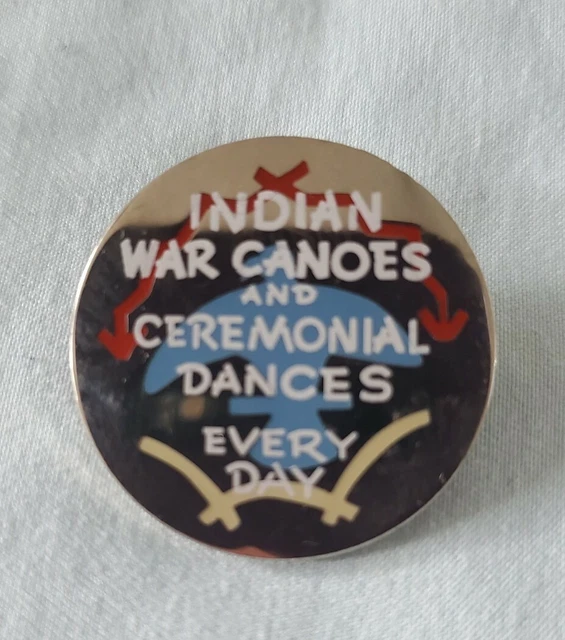 INDIAN
WAR CANOES
AND
CEREMONIAL
DANCES
EVERY
DAY